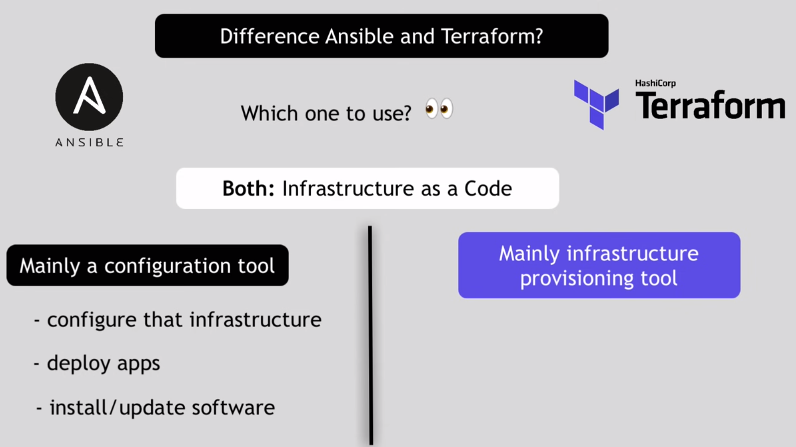 Difference Ansible and Terraform?
ANSIBLE
Which one to use? 👀
HashiCorp
Terraform
Both: Infrastructure as a Code
Mainly a configuration tool
- configure that infrastructure
- deploy apps
- install/update software
Mainly infrastructure
provisioning tool